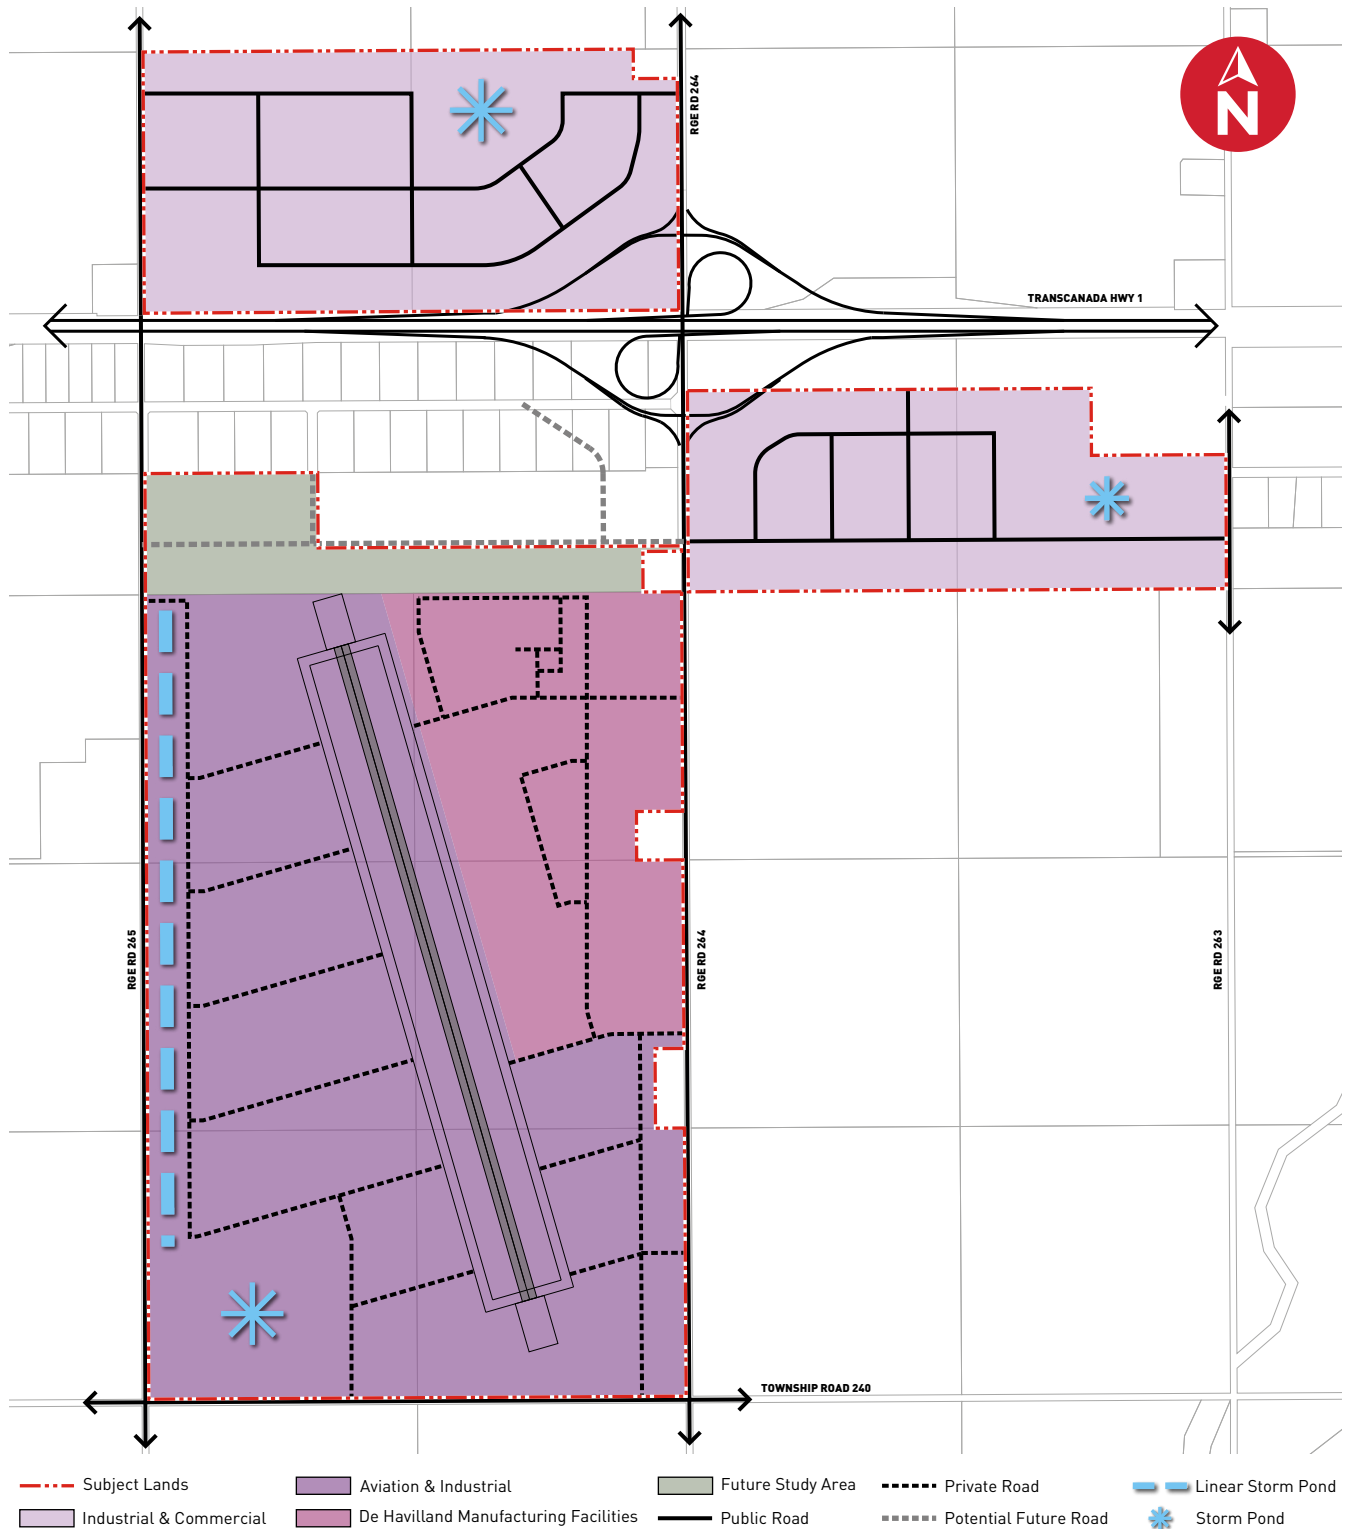 RGE RD 264
N
TRANSCANADA HWY 1
RGE RD 265
RGE RD 264
RGE RD 263
TOWNSHIP ROAD 240
Subject Lands
Aviation & Industrial
Future Study Area
Private Road
Linear Storm Pond
Industrial & Commercial
De Havilland Manufacturing Facilities
Public Road
Potential Future Road
Storm Pond